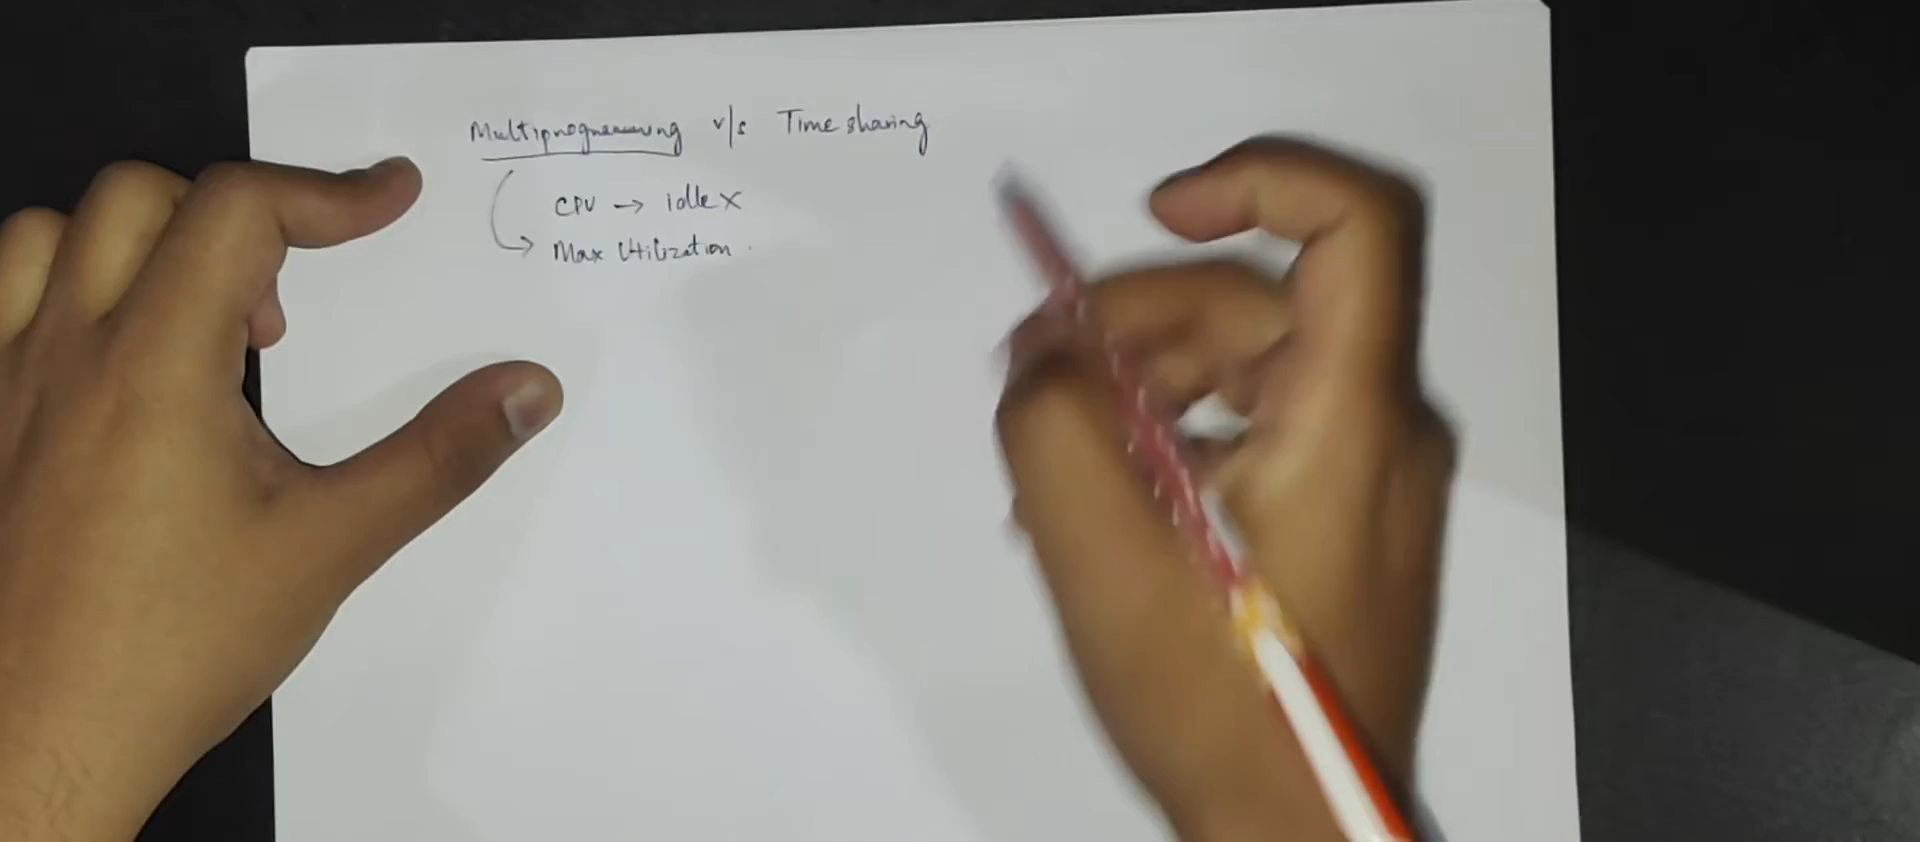 Multiprogramming v/s Time sharing
CPU → idle X
Max Utilization.